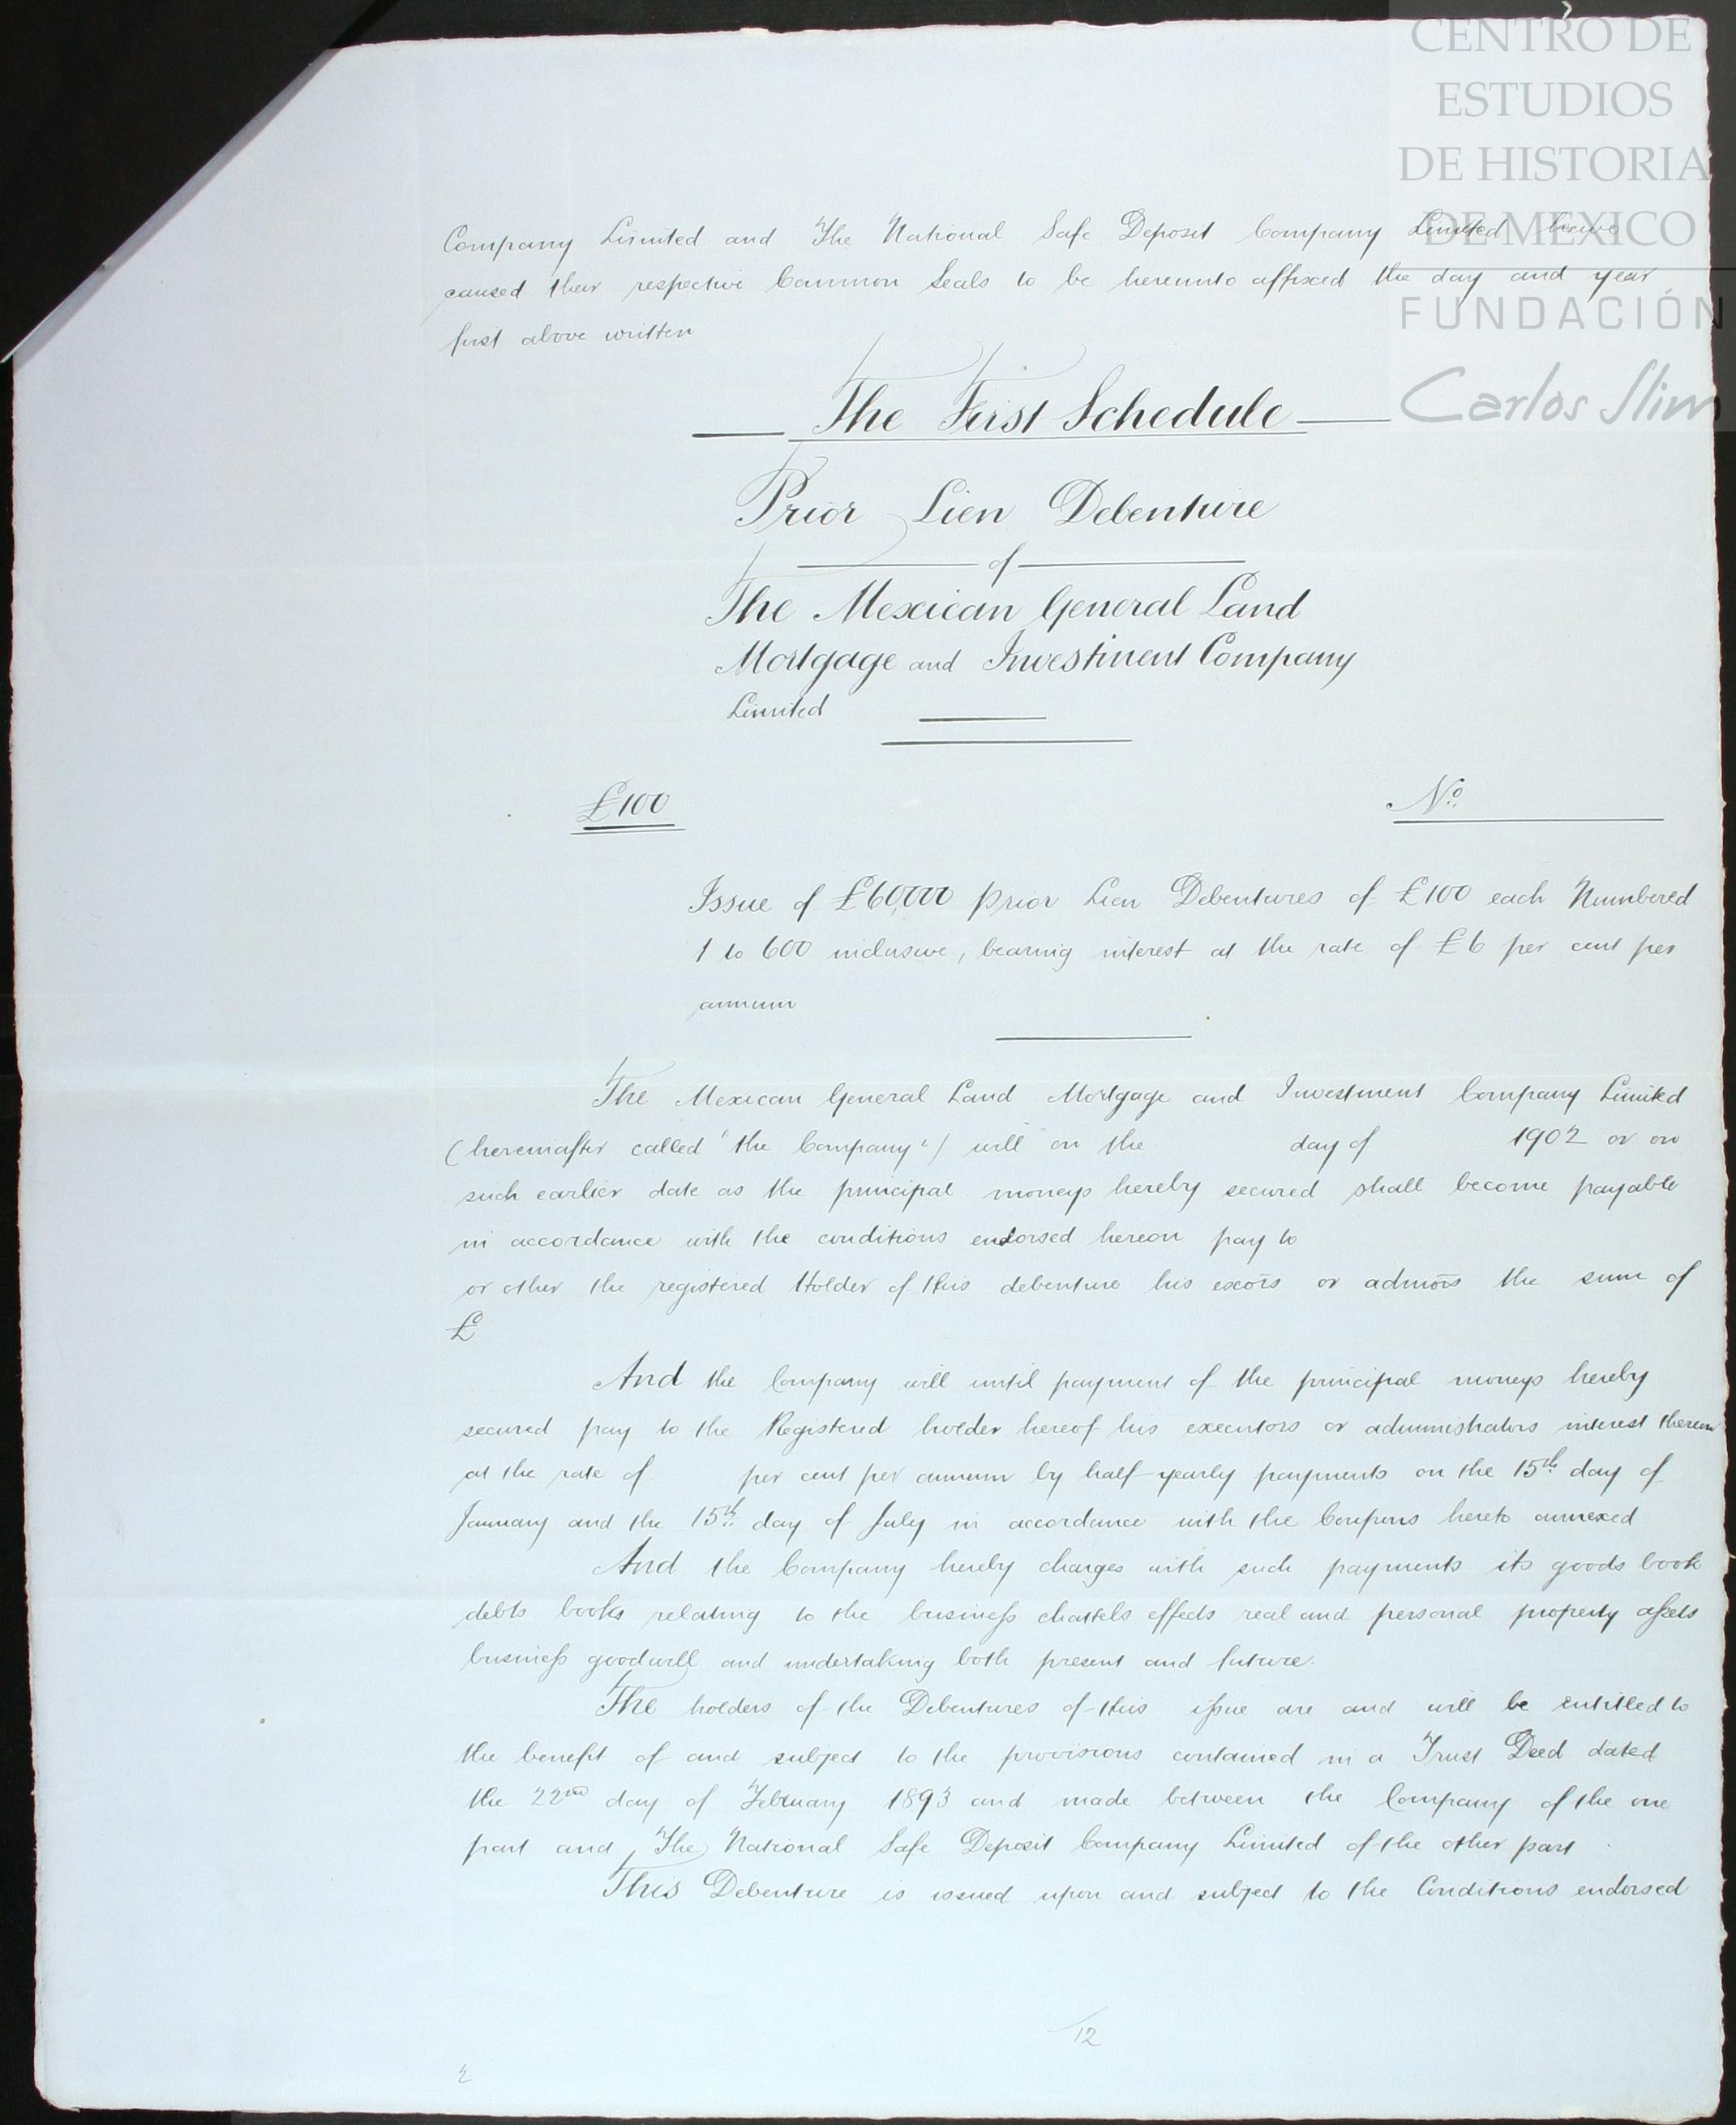 CENTRO DE
ESTUDIOS
DE HISTORIA
DE MEXICO
FUNDACIÓN
Carlos Slim
Company Limited and The National Safe Deposit Company Limited have
caused their respective Common Seals to be hereunto affixed the day and year
first above written
The First Schedule
Prior Lien Debenture
of
The Mexican General Land
Mortgage and Investment Company
Limited
£100
No.
Issue of £60,000 prior Lien Debentures of £100 each Numbered
1 to 600 inclusive, bearing interest at the rate of £6 per cent per
annum
The Mexican General Land Mortgage and Investment Company Limited
(hereinafter called "the Company") will on the day of 1902 or on
such earlier date as the principal moneys hereby secured shall become payable
in accordance with the conditions endorsed hereon pay to
or other the registered Holder of this debenture his exōrs or admōrs the sum of
£
And the Company will until payment of the principal moneys hereby
secured pay to the Registered holder hereof his executors or administrators interest thereon
at the rate of per cent per annum by half yearly payments on the 15th day of
January and the 15th day of July in accordance with the Coupons hereto annexed
And the Company hereby charges with such payments its goods book
debts books relating to the business chattels effects real and personal property assets
business goodwill and undertaking both present and future.
The holders of the Debentures of this issue are and will be entitled to
the benefit of and subject to the provisions contained in a Trust Deed dated
the 22nd day of February 1893 and made between the Company of the one
part and The National Safe Deposit Company Limited of the other part
This Debenture is issued upon and subject to the Conditions endorsed
12